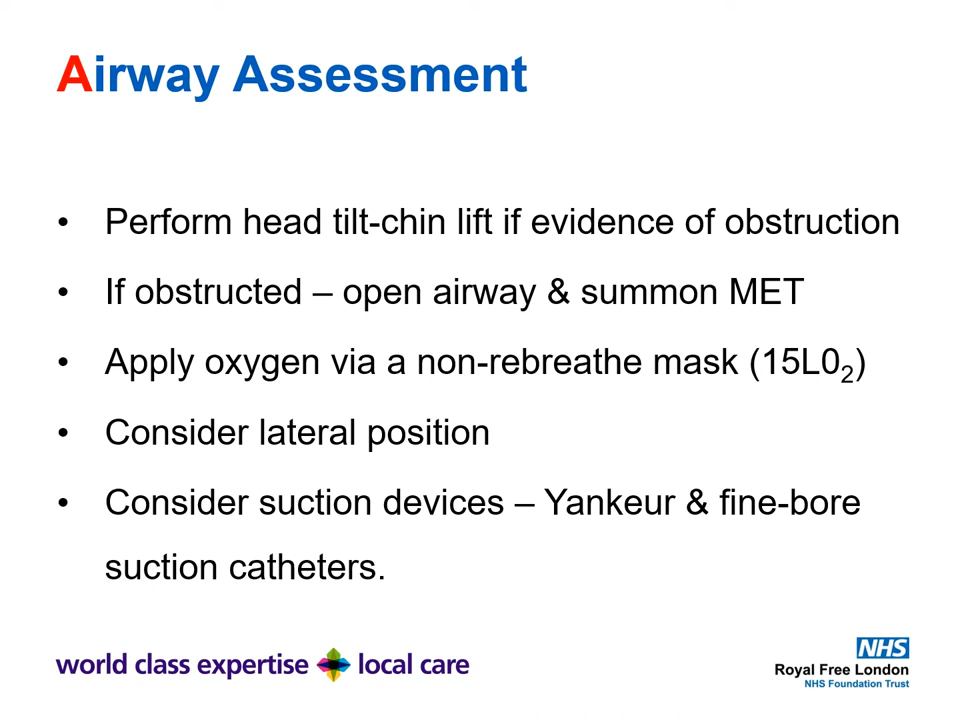 Airway Assessment
• Perform head tilt-chin lift if evidence of obstruction
• If obstructed – open airway & summon MET
• Apply oxygen via a non-rebreathe mask (15L0₂)
• Consider lateral position
• Consider suction devices – Yankeur & fine-bore
suction catheters.
world class expertise local care
NHS
Royal Free London
NHS Foundation Trust